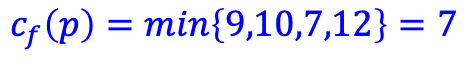 c_f(p) = min{9,10,7,12} = 7